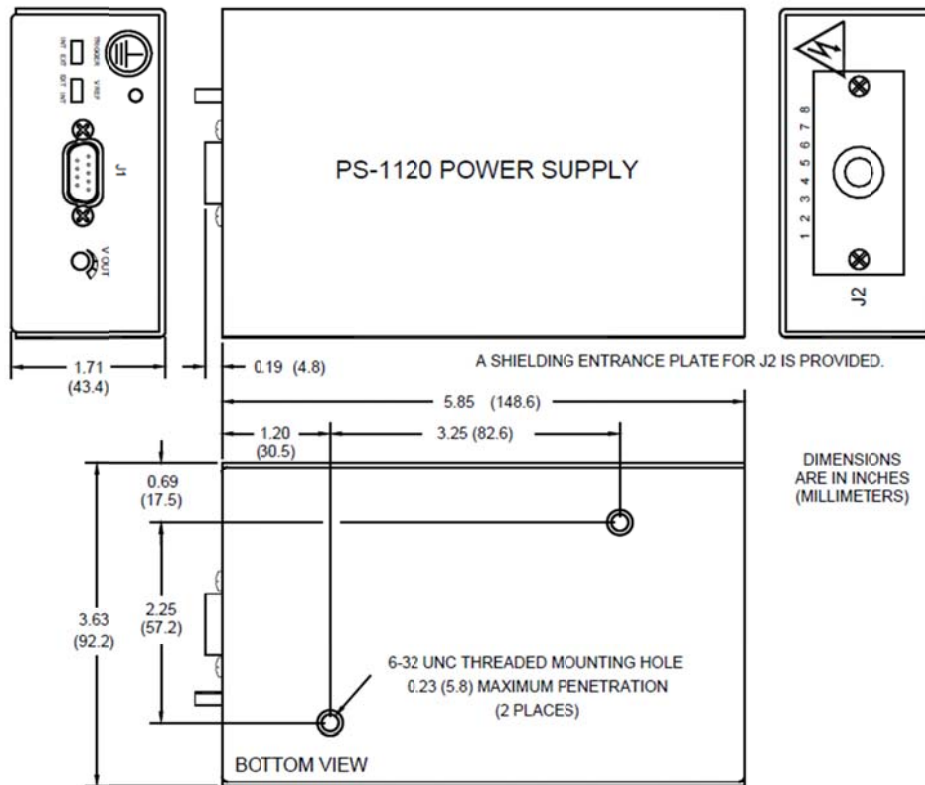 TRIGGER
INT EXT
V REF
EXT INT
J1
V OUT
PS-1120 POWER SUPPLY
1 2 3 4 5 6 7 8
J2
1.71
(43.4)
0.19 (4.8)
A SHIELDING ENTRANCE PLATE FOR J2 IS PROVIDED.
5.85 (148.6)
1.20
(30.5)
3.25 (82.6)
DIMENSIONS
ARE IN INCHES
(MILLIMETERS)
0.69
(17.5)
2.25
(57.2)
3.63
(92.2)
6-32 UNC THREADED MOUNTING HOLE
0.23 (5.8) MAXIMUM PENETRATION
(2 PLACES)
BOTTOM VIEW